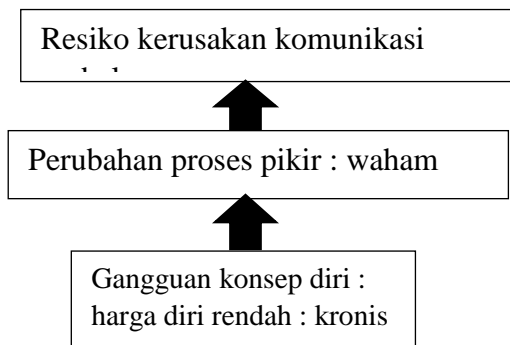 Resiko kerusakan komunikasi
Perubahan proses pikir : waham
Gangguan konsep diri :
harga diri rendah : kronis